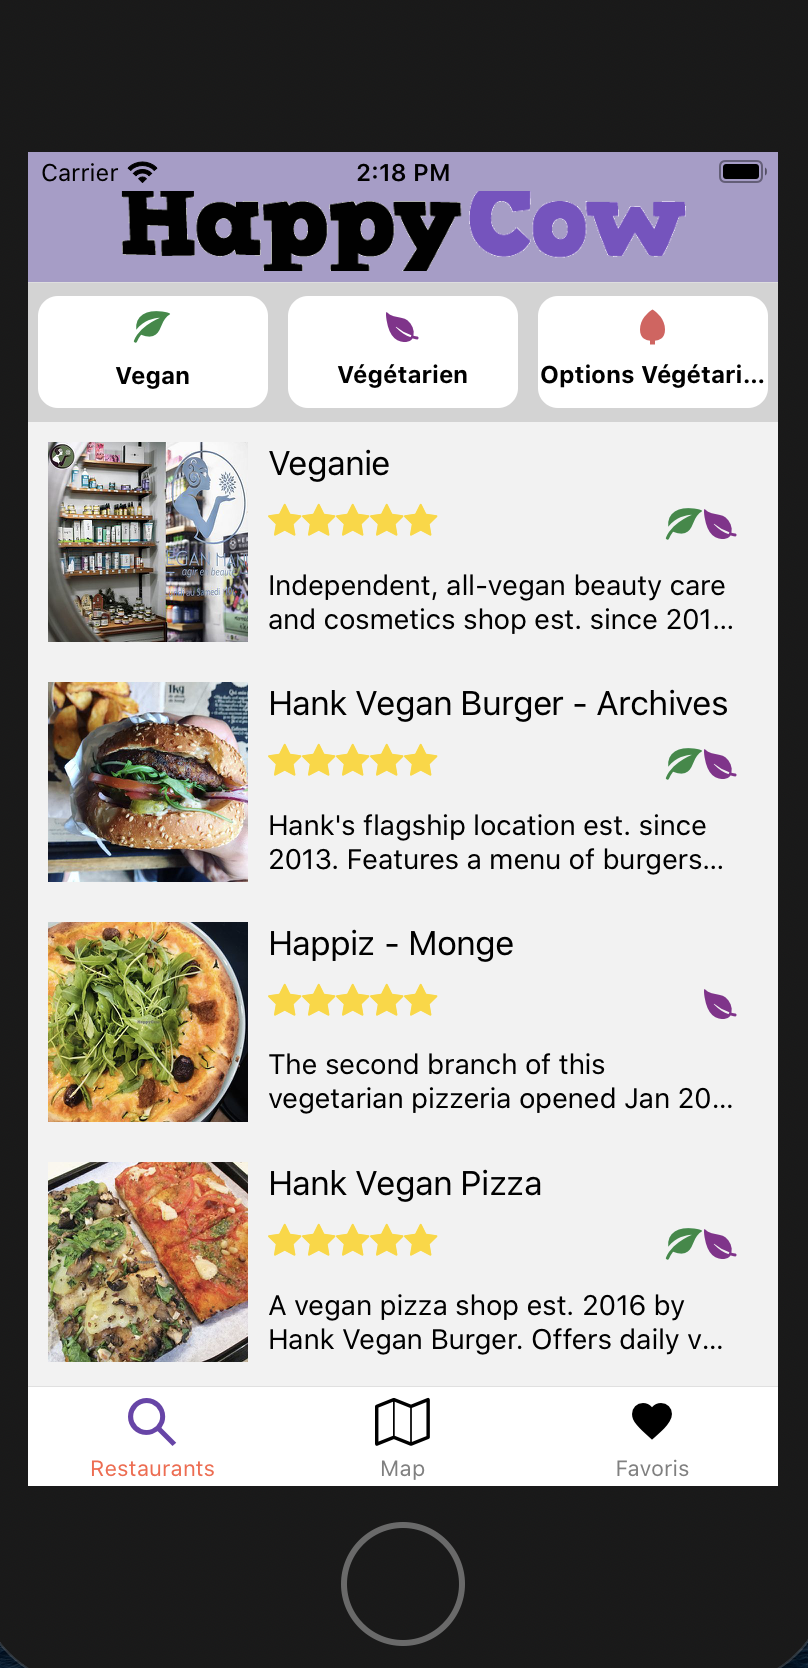 Carrier 2:18 PM
HappyCow
Vegan
Végétarien
Options Végétari...
Veganie
Independent, all-vegan beauty care
and cosmetics shop est. since 201...
Hank Vegan Burger - Archives
Hank's flagship location est. since
2013. Features a menu of burgers...
Happiz - Monge
The second branch of this
vegetarian pizzeria opened Jan 20...
Hank Vegan Pizza
A vegan pizza shop est. 2016 by
Hank Vegan Burger. Offers daily v...
Restaurants
Map
Favoris